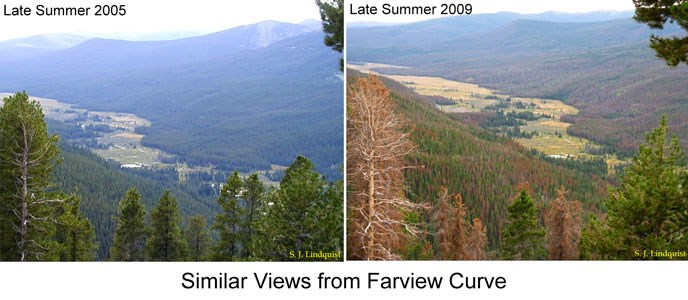 Late Summer 2005
Late Summer 2009
S. J. Lindquist
S. J. Lindquist
Similar Views from Farview Curve